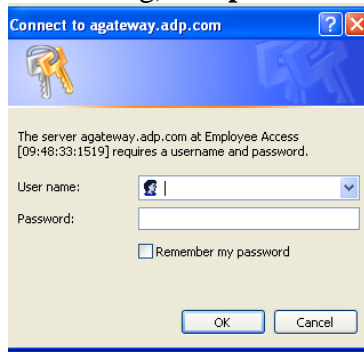 Connect to agateway.adp.com
The server agateway.adp.com at Employee Access
[09:48:33:1519] requires a username and password.
User name:
Password:
Remember my password
OK Cancel